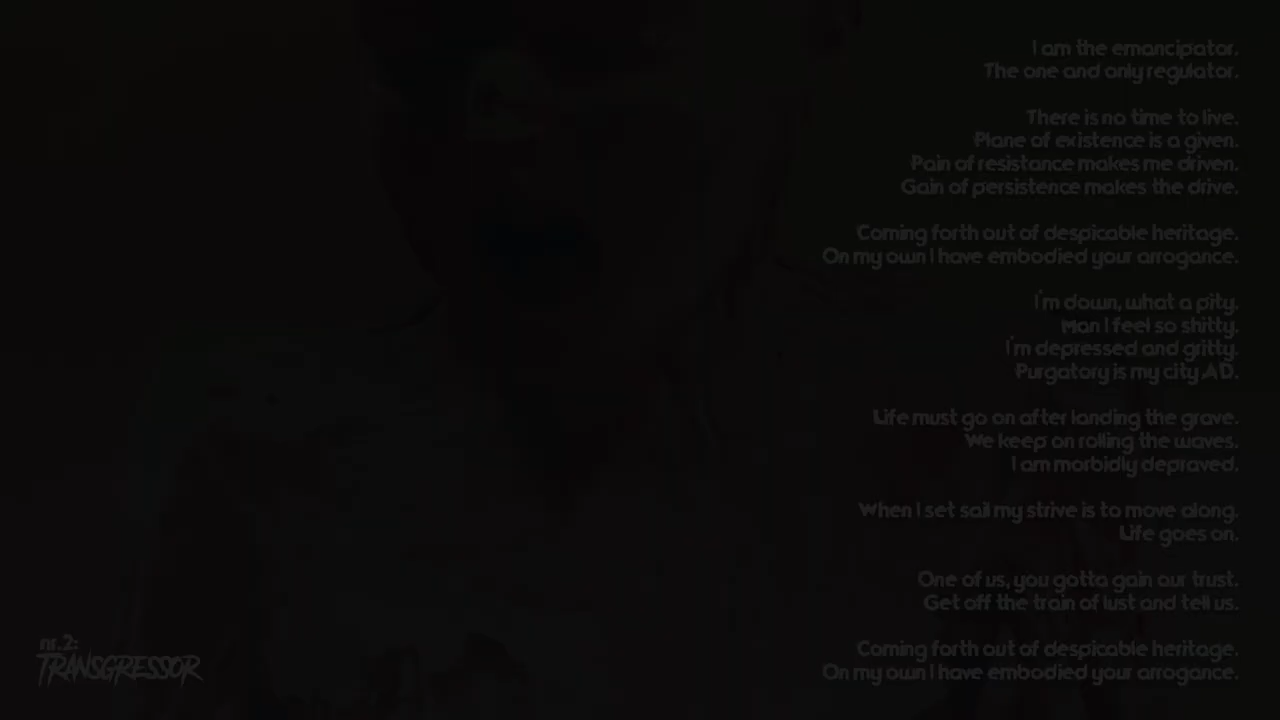 I am the emancipator.
The one and only regulator.
There is no time to live.
Plane of existence is a given.
Pain of resistance makes me driven.
Gain of persistence makes the drive.
Coming forth out of despicable heritage.
On my own I have embodied your arrogance.
I'm down, what a pity.
Man I feel so shitty.
I'm depressed and gritty.
Purgatory is my city AD.
Life must go on after landing the grave.
We keep on rolling the waves.
I am morbidly depraved.
When I set sail my strive is to move along.
Life goes on.
One of us, you gotta gain our trust.
Get off the train of lust and tell us.
Coming forth out of despicable heritage.
On my own I have embodied your arrogance.
nr.2:
TRANSGRESSOR